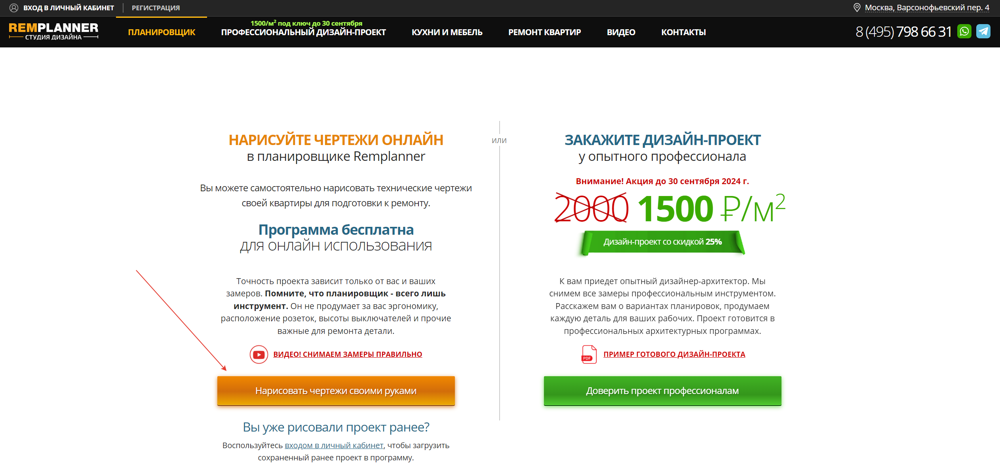 ВХОД В ЛИЧНЫЙ КАБИНЕТ
РЕГИСТРАЦИЯ
Москва, Варсонофьевский пер. 4
REMPLANNER
СТУДИЯ ДИЗАЙНА
ПЛАНИРОВЩИК
1500/м² под ключ до 30 сентября
ПРОФЕССИОНАЛЬНЫЙ ДИЗАЙН-ПРОЕКТ
КУХНИ И МЕБЕЛЬ
РЕМОНТ КВАРТИР
ВИДЕО
КОНТАКТЫ
8 (495) 798 66 31
НАРИСУЙТЕ ЧЕРТЕЖИ ОНЛАЙН
в планировщике Remplanner
Вы можете самостоятельно нарисовать технические чертежи
своей квартиры для подготовки к ремонту.
Программа бесплатна
для онлайн использования
Точность проекта зависит только от вас и ваших
замеров. Помните, что планировщик - всего лишь
инструмент. Он не продумает за вас эргономику,
расположение розеток, высоты выключателей и прочие
важные для ремонта детали.
ВИДЕО! СНИМАЕМ ЗАМЕРЫ ПРАВИЛЬНО
Нарисовать чертежи своими руками
Вы уже рисовали проект ранее?
Воспользуйтесь входом в личный кабинет, чтобы загрузить
сохраненный ранее проект в программу.
ИЛИ
ЗАКАЖИТЕ ДИЗАЙН-ПРОЕКТ
у опытного профессионала
Внимание! Акция до 30 сентября 2024 г.
2000 1500 ₽/м²
Дизайн-проект со скидкой 25%
К вам приедет опытный дизайнер-архитектор. Мы
снимем все замеры профессиональным инструментом.
Расскажем вам о вариантах планировок, продумаем
каждую деталь для ваших рабочих. Проект готовится в
профессиональных архитектурных программах.
PDF
ПРИМЕР ГОТОВОГО ДИЗАЙН-ПРОЕКТА
Доверить проект профессионалам